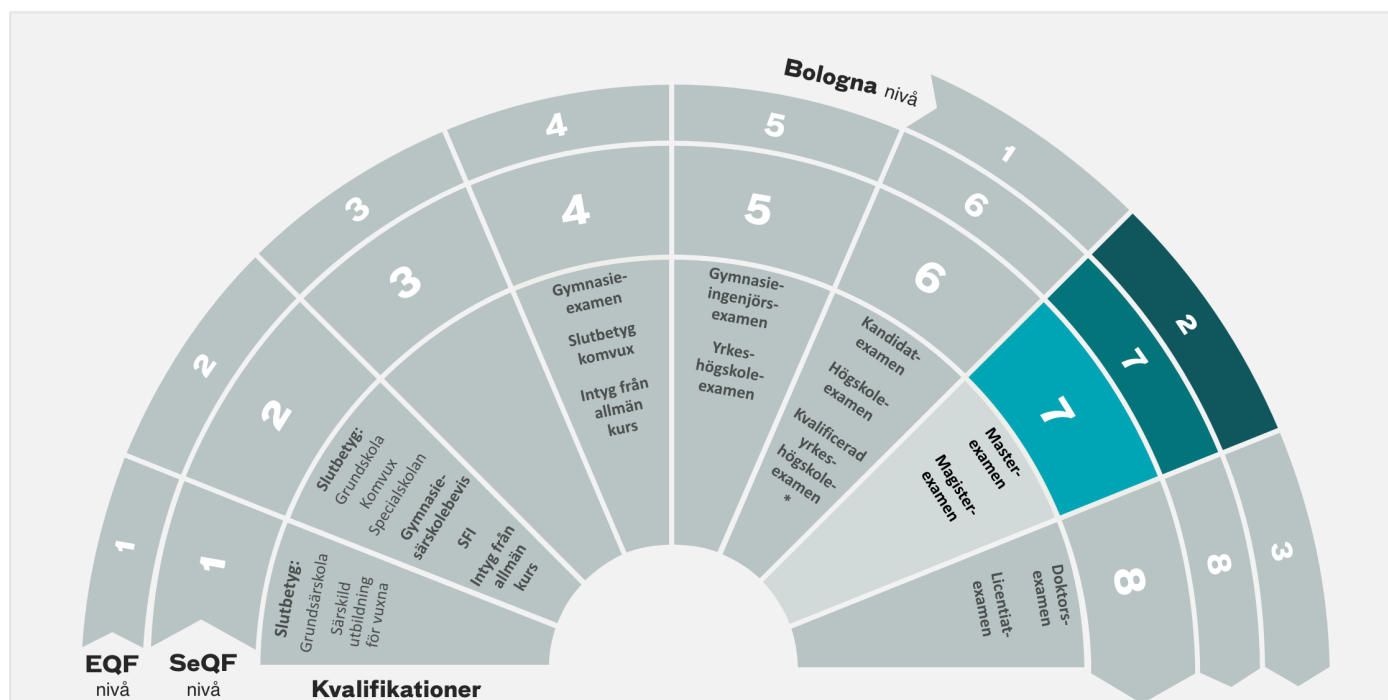 Bologna nivå
1
2
3
1
2
3
4
5
6
7
8
1
2
3
4
5
6
7
8
Slutbetyg:
Grundsärskola
Särskild
utbildning
för vuxna
Slutbetyg:
Grundskola
Komvux
Specialskolan
Gymnasie-
särskolebevis
SFI
Intyg från
allmän
kurs
Gymnasie-
examen
Slutbetyg
komvux
Intyg från
allmän
kurs
Gymnasie-
ingenjörs-
examen
Yrkes-
högskole-
examen
Kandidat-
examen
Högskole-
examen
Kvalificerad
yrkes-
högskole-
examen
*
Master-
examen
Magister-
examen
Doktors-
examen
Licentiat-
examen
EQF
nivå
SeQF
nivå
Kvalifikationer